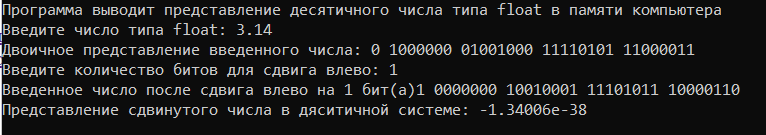 Программа выводит представление десятичного числа типа float в памяти компьютера
Введите число типа float: 3.14
Двоичное представление введенного числа: 0 1000000 01001000 11110101 11000011
Введите количество битов для сдвига влево: 1
Введенное число после сдвига влево на 1 бит(а)1 0000000 10010001 11101011 10000110
Представление сдвинутого числа в дяситичной системе: -1.34006e-38